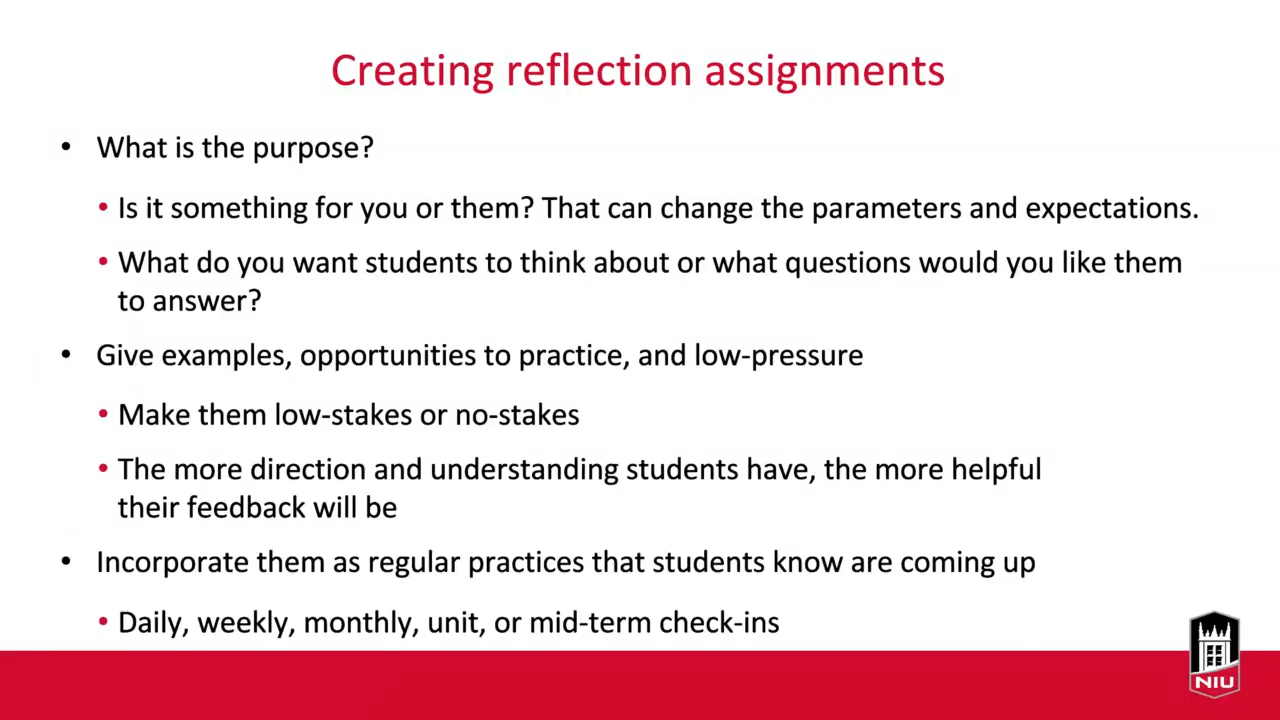 Creating reflection assignments
• What is the purpose?
• Is it something for you or them? That can change the parameters and expectations.
• What do you want students to think about or what questions would you like them
to answer?
• Give examples, opportunities to practice, and low-pressure
• Make them low-stakes or no-stakes
• The more direction and understanding students have, the more helpful
their feedback will be
• Incorporate them as regular practices that students know are coming up
• Daily, weekly, monthly, unit, or mid-term check-ins
NIU